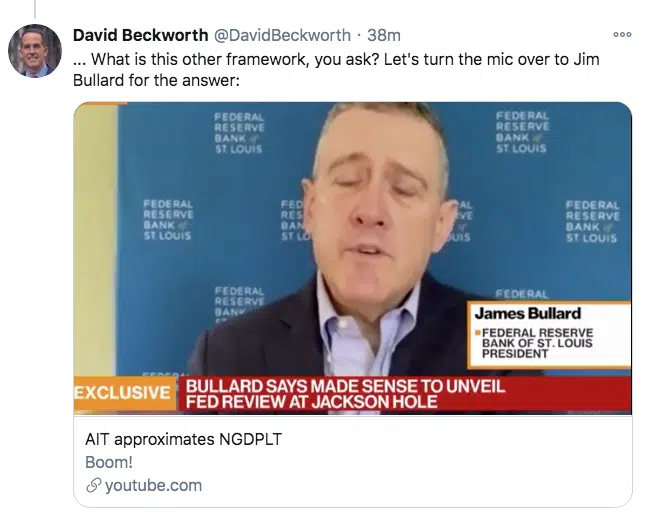 David Beckworth @DavidBeckworth · 38m
... What is this other framework, you ask? Let's turn the mic over to Jim
Bullard for the answer:
FEDERAL
RESERVE
BANK of
ST. LOUIS
FEDERAL
RESERVE
BANK of
ST. LOUIS
FEDERAL
RESERVE
BANK of
ST. LOUIS
FED
RES
BAN
ST. LO
RAL
VE
of
OUIS
FEDERAL
RESERVE
BANK of
ST. LOUIS
FEDERAL
RESERVE
BANK
FEDERAL
James Bullard
FEDERAL RESERVE
BANK OF ST. LOUIS
PRESIDENT
EXCLUSIVE
BULLARD SAYS MADE SENSE TO UNVEIL
FED REVIEW AT JACKSON HOLE
AIT approximates NGDPLT
Boom!
youtube.com